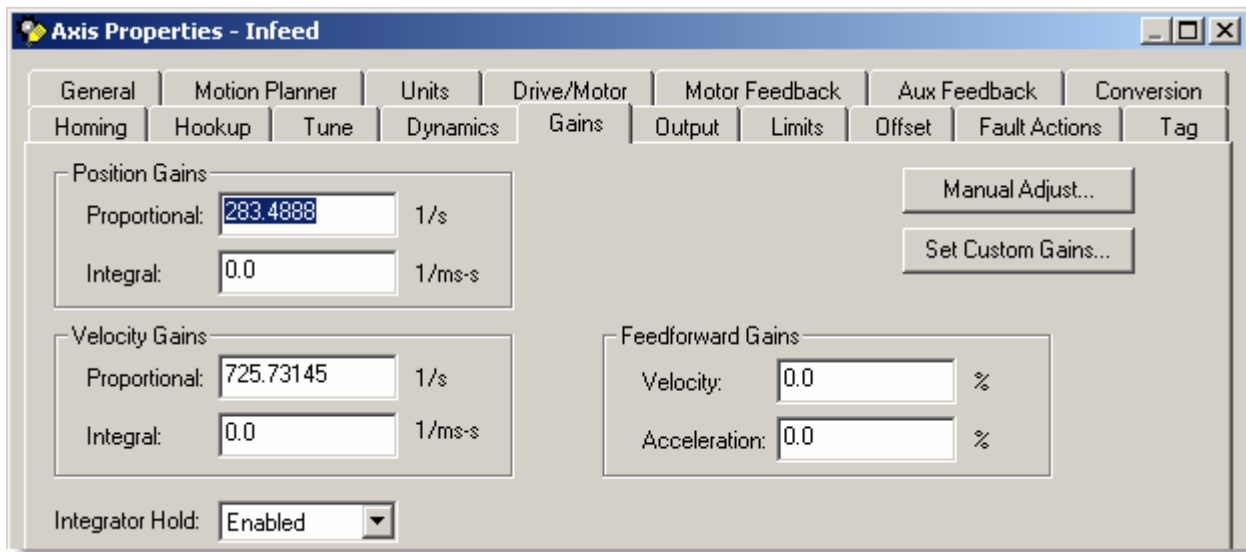 Axis Properties - Infeed
General Motion Planner Units Drive/Motor Motor Feedback Aux Feedback Conversion
Homing Hookup Tune Dynamics Gains Output Limits Offset Fault Actions Tag
Position Gains
Proportional: 283.4888 1/s
Integral: 0.0 1/ms-s
Manual Adjust...
Set Custom Gains...
Velocity Gains
Proportional: 725.73145 1/s
Integral: 0.0 1/ms-s
Feedforward Gains
Velocity: 0.0 %
Acceleration: 0.0 %
Integrator Hold: Enabled